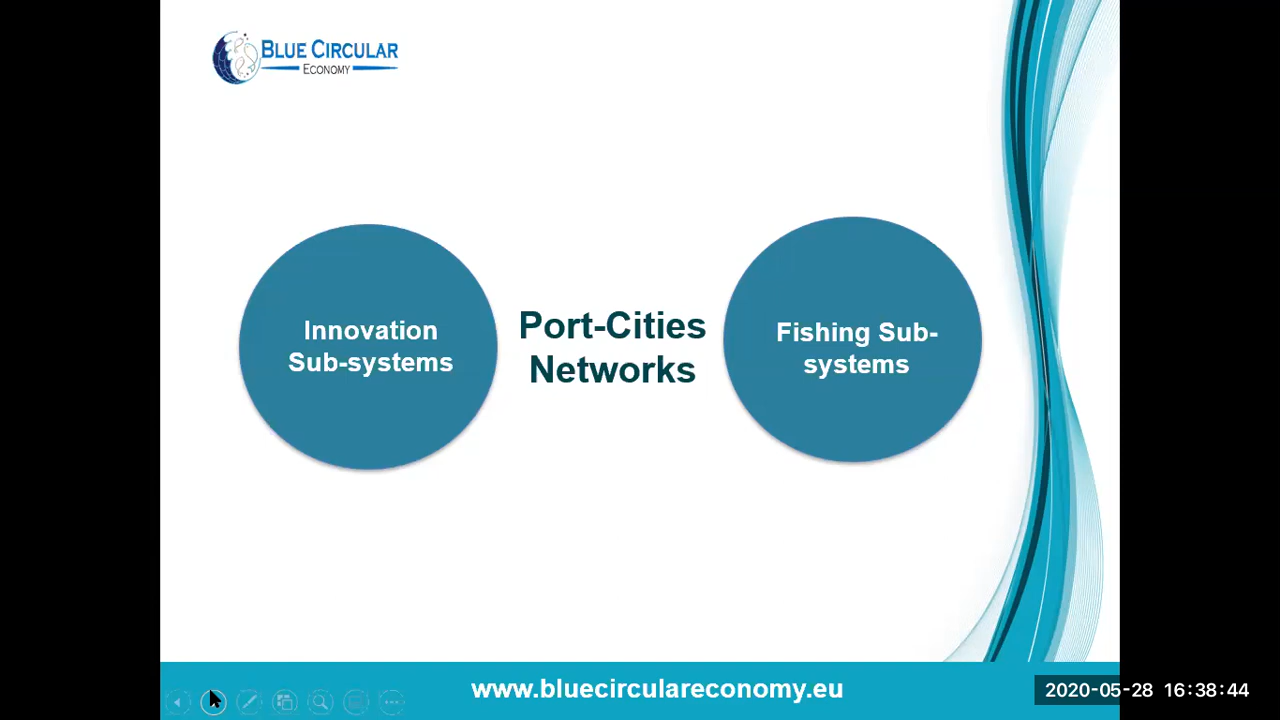 BLUE CIRCULAR
ECONOMY
Innovation
Sub-systems
Port-Cities
Networks
Fishing Sub-
systems
www.bluecirculareconomy.eu
2020-05-28 16:38:44